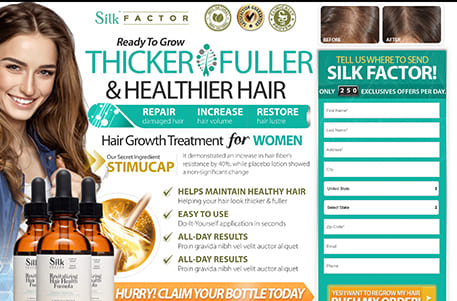 Silk FACTOR
Ready To Grow
THICKER FULLER
& HEALTHIER HAIR
REPAIR
damaged hair
INCREASE
hair volume
RESTORE
hair lustre
Hair Growth Treatment for WOMEN
Our Secret Ingredient
STIMUCAP
It demonstrated an increase in hair fiber's
resistance by 40%, while placebo lotion showed
a non-significant change
HELPS MAINTAIN HEALTHY HAIR
Helping your hair look thicker & fuller
EASY TO USE
Do-It-Yourself application in seconds
ALL-DAY RESULTS
Proin gravida nibh vel velit auctor aliquet
ALL-DAY RESULTS
Proin gravida nibh vel velit auctor aliquet
HURRY! CLAIM YOUR BOTTLE TODAY
Silk
FACTOR
Revitalizing
Hair Health
Formula
BEFORE
AFTER
TELL US WHERE TO SEND
SILK FACTOR!
ONLY 250 EXCLUSIVES OFFERS PER DAY.
First Name*
Last Name*
Address*
City
United State
Select State
Zip Code*
Email
Phone
YES! I WANT TO REGROW MY HAIR
RUSH MY ORDER!